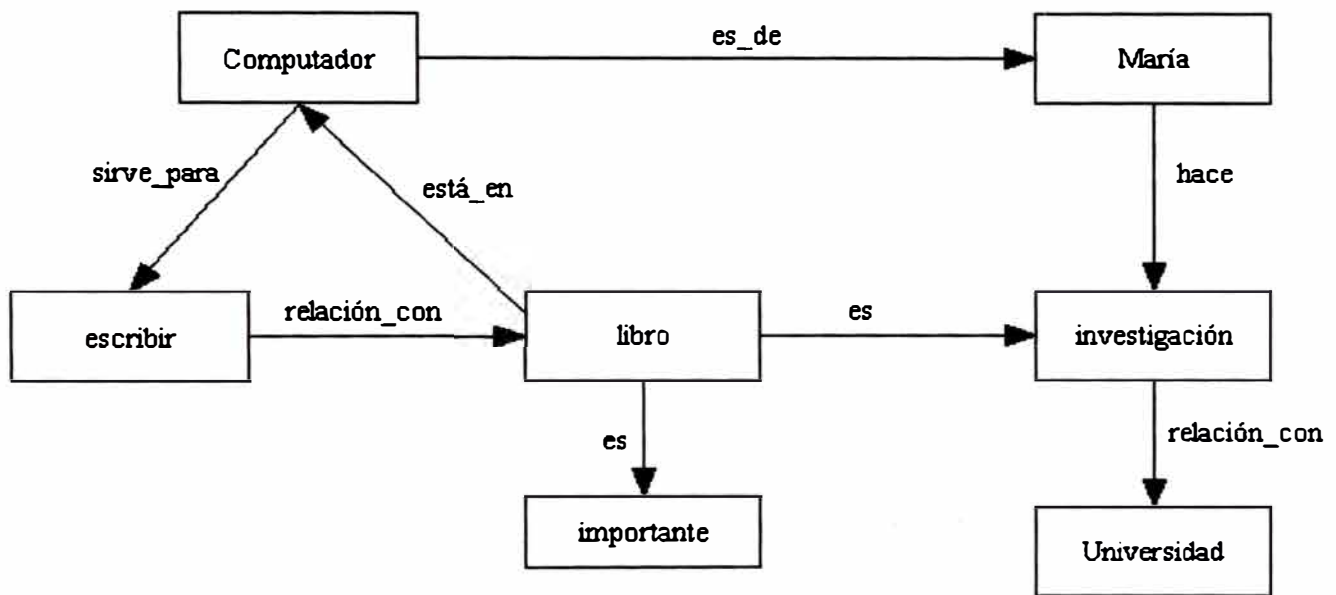 es_de
Computador
María
sirve_para
está_en
hace
relación_con
es
escribir
libro
investigación
es
relación_con
importante
Universidad